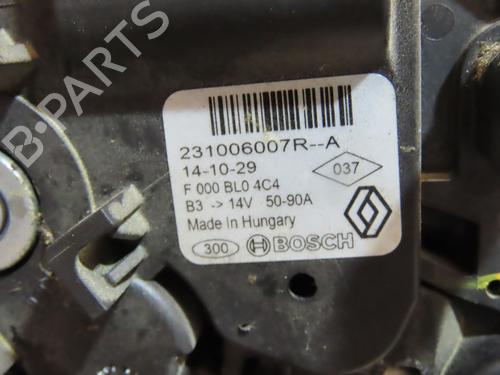 231006007R--A
14-10-29
037
F 000 BL0 4C4
B3 -> 14V 50-90A
Made In Hungary
300 BOSCH
B-PARTS